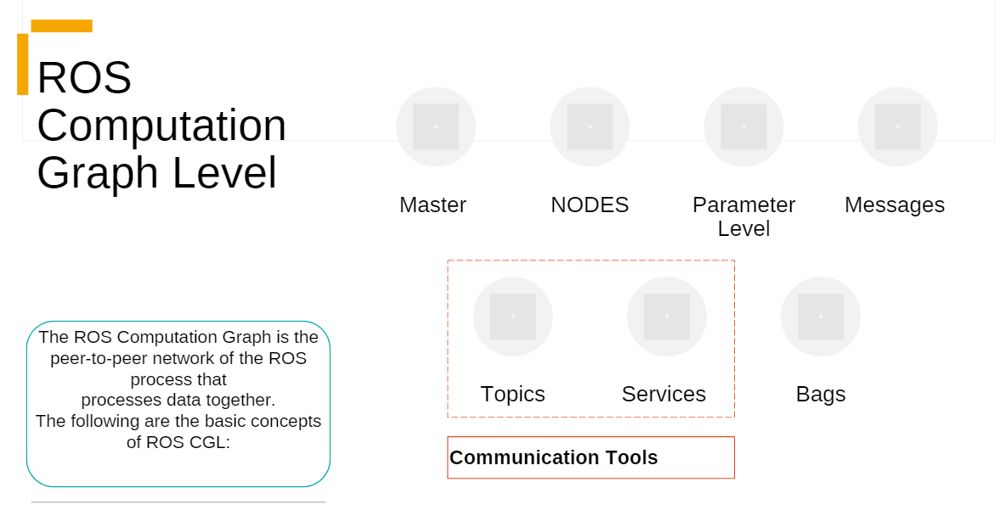 ROS
Computation
Graph Level
Master
NODES
Parameter
Level
Messages
The ROS Computation Graph is the
peer-to-peer network of the ROS
process that
processes data together.
The following are the basic concepts
of ROS CGL:
Topics
Services
Bags
Communication Tools